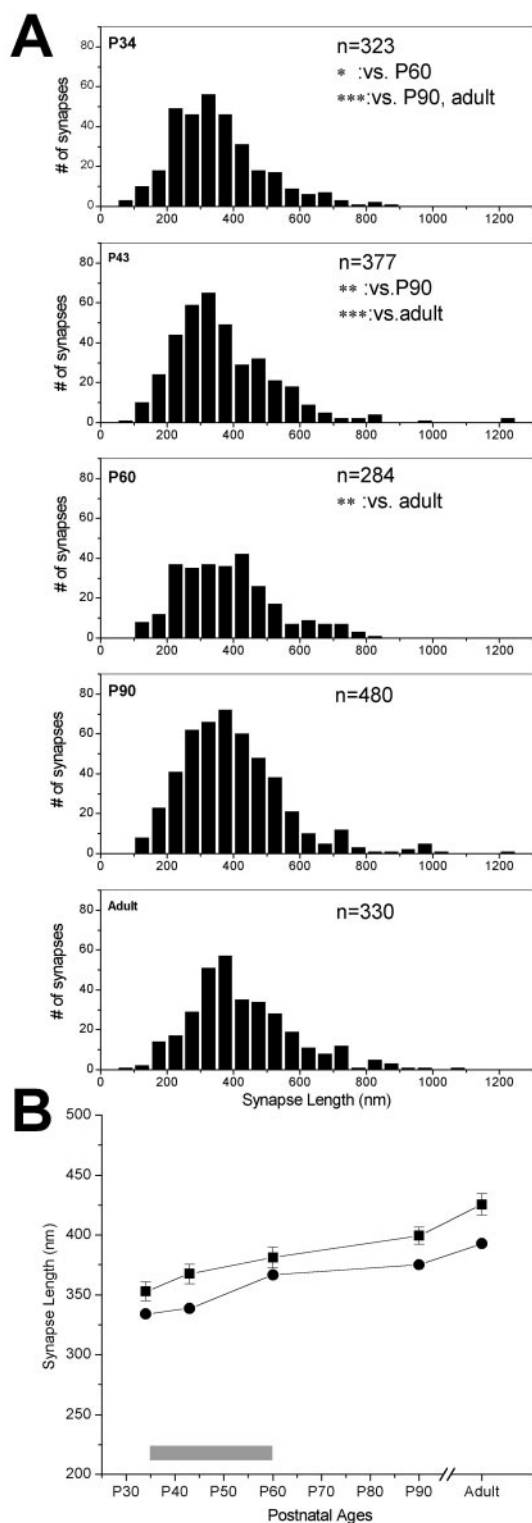 A
P34
n=323
* :vs. P60
***:vs. P90, adult
# of synapses
80
60
40
20
0
0 200 400 600 800 1000 1200
P43
n=377
** :vs.P90
***:vs.adult
# of synapses
80
60
40
20
0
0 200 400 600 800 1000 1200
P60
n=284
** :vs. adult
# of synapses
80
60
40
20
0
0 200 400 600 800 1000 1200
P90
n=480
# of synapses
80
60
40
20
0
0 200 400 600 800 1000 1200
Adult
n=330
# of synapses
80
60
40
20
0
0 200 400 600 800 1000 1200
Synapse Length (nm)
B
Synapse Length (nm)
500
450
400
350
300
250
200
P30 P40 P50 P60 P70 P80 P90 Adult
Postnatal Ages